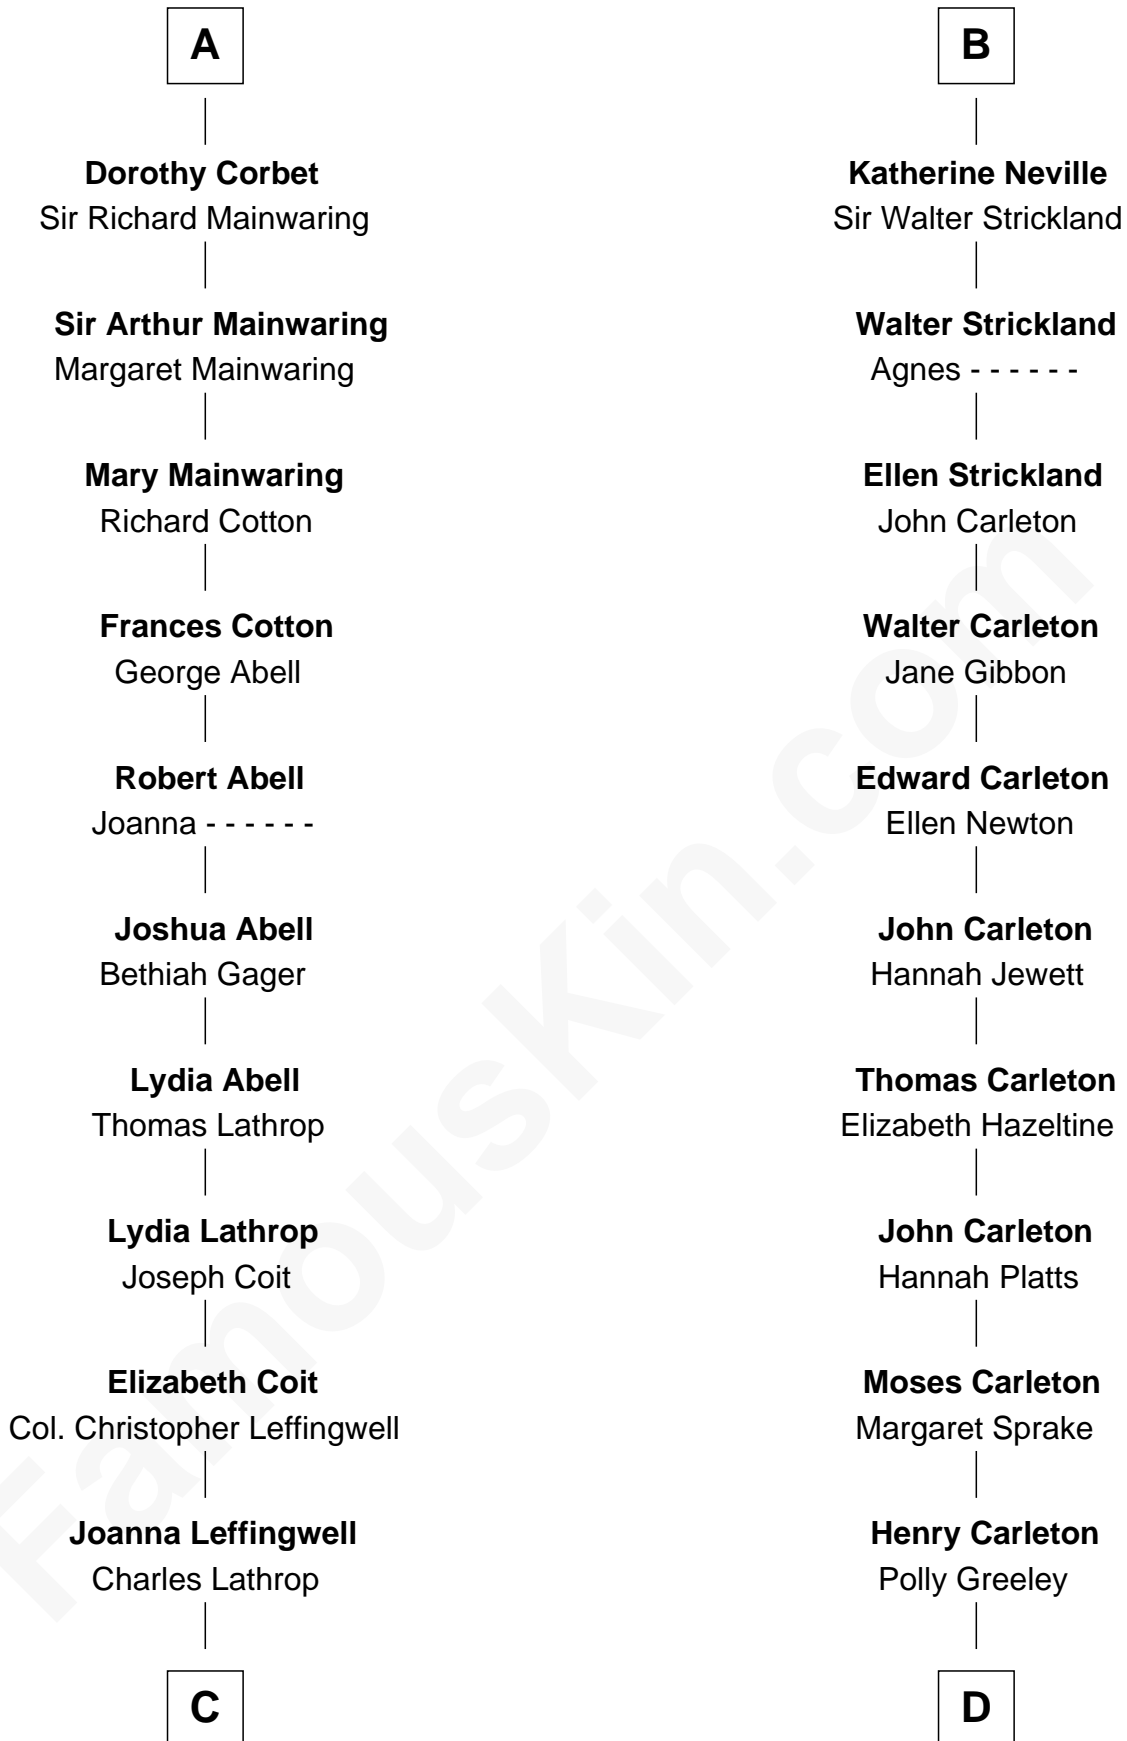 A
Dorothy Corbet
Sir Richard Mainwaring
Sir Arthur Mainwaring
Margaret Mainwaring
Mary Mainwaring
Richard Cotton
Frances Cotton
George Abell
Robert Abell
Joanna - - - - - -
Joshua Abell
Bethiah Gager
Lydia Abell
Thomas Lathrop
Lydia Lathrop
Joseph Coit
Elizabeth Coit
Col. Christopher Leffingwell
Joanna Leffingwell
Charles Lathrop
C
B
Katherine Neville
Sir Walter Strickland
Walter Strickland
Agnes - - - - - -
Ellen Strickland
John Carleton
Walter Carleton
Jane Gibbon
Edward Carleton
Ellen Newton
John Carleton
Hannah Jewett
Thomas Carleton
Elizabeth Hazeltine
John Carleton
Hannah Platts
Moses Carleton
Margaret Sprake
Henry Carleton
Polly Greeley
D
FamousKin.com